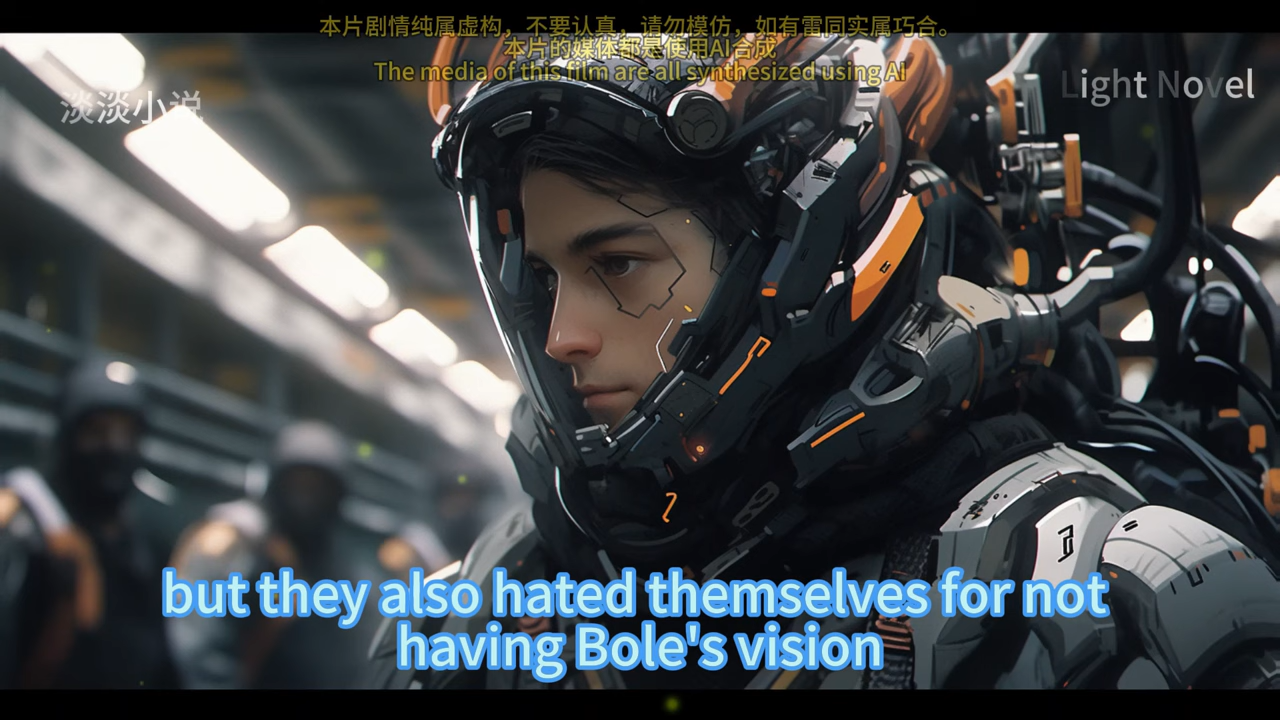 本片剧情纯属虚构，不要认真，请勿模仿，如有雷同实属巧合。
本片的媒体都是使用AI合成
The media of this film are all synthesized using AI
淡淡小说
Light Novel
but they also hated themselves for not
having Bole's vision